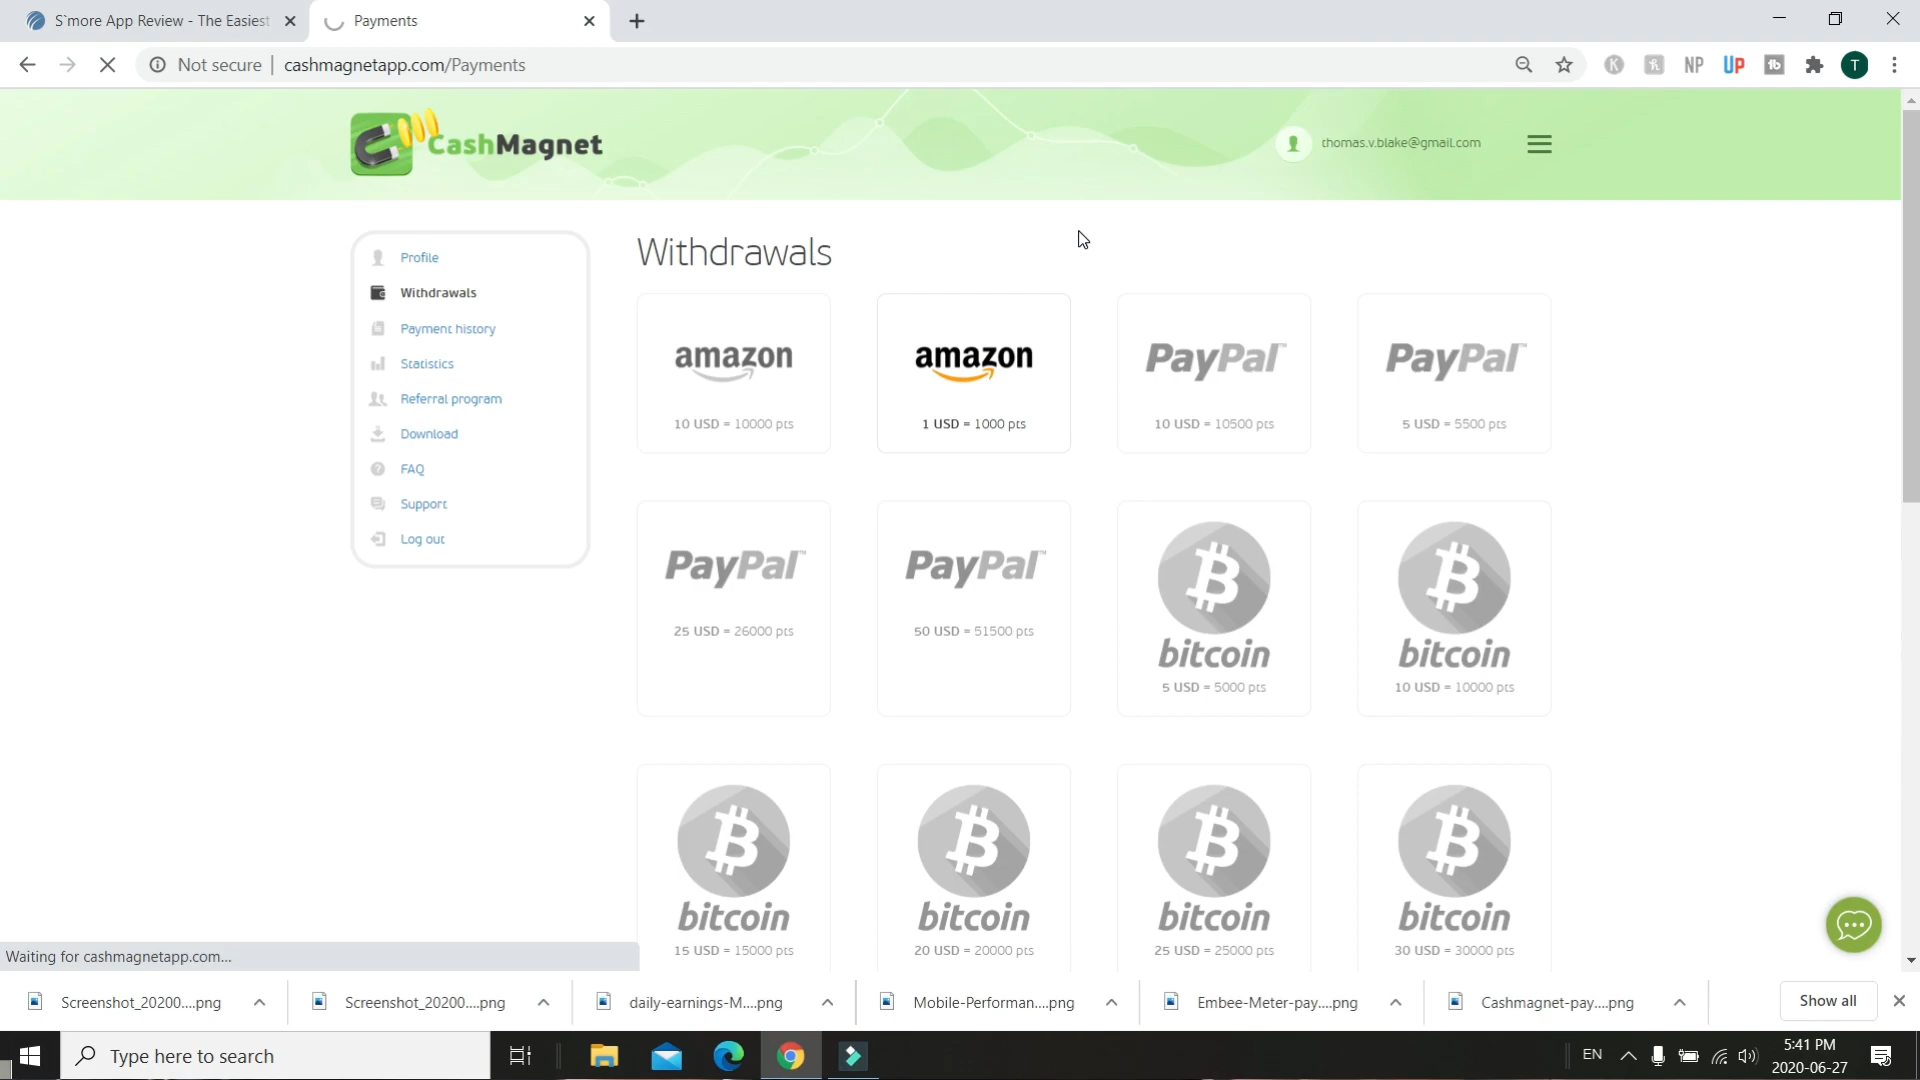 S`more App Review - The Easiest
Payments
Not secure
cashmagnetapp.com/Payments
NP
UP
T
CashMagnet
thomas.v.blake@gmail.com
Profile
Withdrawals
Payment history
Statistics
Referral program
Download
FAQ
Support
Log out
Withdrawals
amazon
10 USD = 10000 pts
amazon
1 USD = 1000 pts
PayPal™
10 USD = 10500 pts
PayPal™
5 USD = 5500 pts
PayPal™
25 USD = 26000 pts
PayPal™
50 USD = 51500 pts
bitcoin
5 USD = 5000 pts
bitcoin
10 USD = 10000 pts
bitcoin
15 USD = 15000 pts
bitcoin
20 USD = 20000 pts
bitcoin
25 USD = 25000 pts
bitcoin
30 USD = 30000 pts
Waiting for cashmagnetapp.com...
Screenshot_20200....png
Screenshot_20200....png
daily-earnings-M....png
Mobile-Performan....png
Embee-Meter-pay....png
Cashmagnet-pay....png
Show all
Type here to search
EN
5:41 PM
2020-06-27